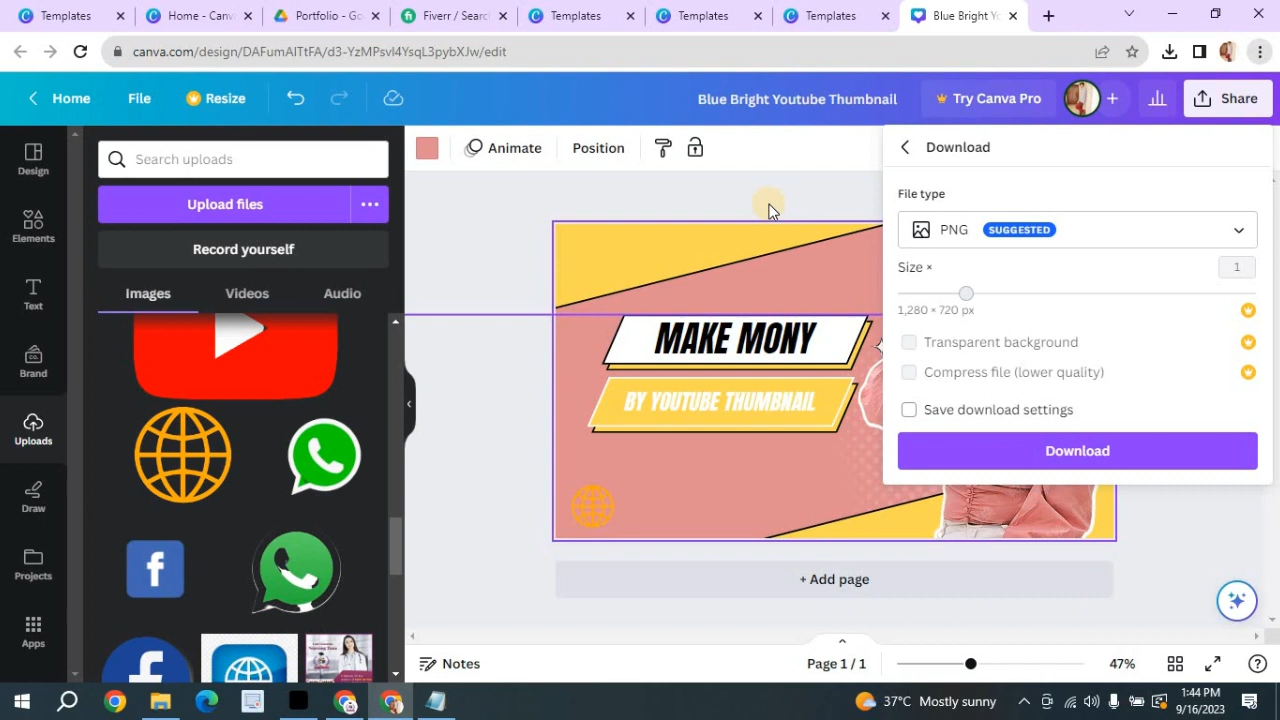 Templates
Home - Canva
Portfolio - Go
Fiverr / Sear
Templates
Templates
Templates
Blue Bright Yo
canva.com/design/DAFumAITtFA/d3-YzMPsvl4YsqL3pybXJw/edit
Home
File
Resize
Blue Bright Youtube Thumbnail
Try Canva Pro
Share
Design
Elements
Text
Brand
Uploads
Draw
Projects
Apps
Search uploads
Upload files
Record yourself
Images
Videos
Audio
Animate
Position
MAKE MONY
BY YOUTUBE THUMBNAIL
+ Add page
Download
File type
PNG
SUGGESTED
Size ×
1
1,280 × 720 px
Transparent background
Compress file (lower quality)
Save download settings
Download
Notes
Page 1 / 1
47%
37°C Mostly sunny
1:44 PM
9/16/2023